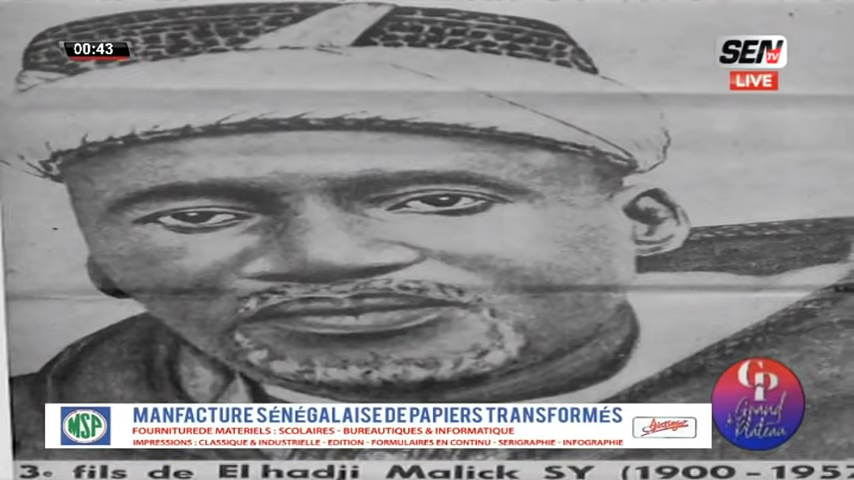 00:43
SEN
TV
LIVE
MSP
MANFACTURE SÉNÉGALAISE DE PAPIERS TRANSFORMÉS
FOURNITUREDE MATERIELS : SCOLAIRES - BUREAUTIQUES & INFORMATIQUE
IMPRESSIONS : CLASSIQUE & INDUSTRIELLE - EDITION - FORMULAIRES EN CONTINU - SERIGRAPHIE - INFOGRAPHIE
GP
Grand
Plateau
3e fils de El hadji Malick SY (1900 - 1957